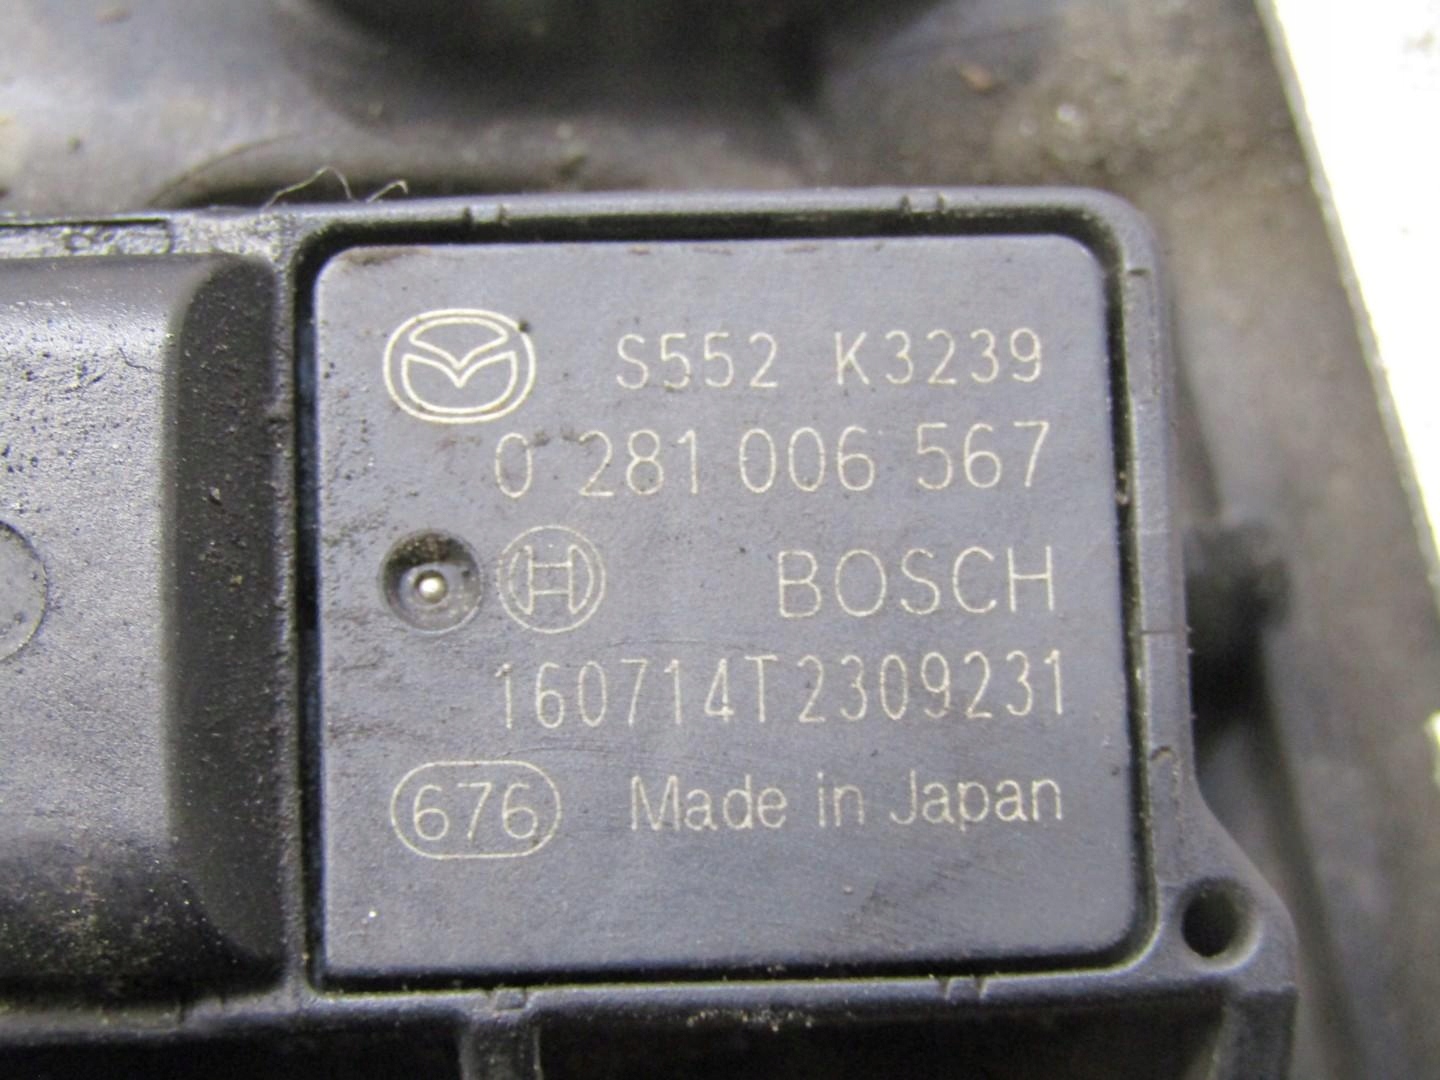 S552 K3239
0 281 006 567
BOSCH
160714T2309231
676 Made in Japan